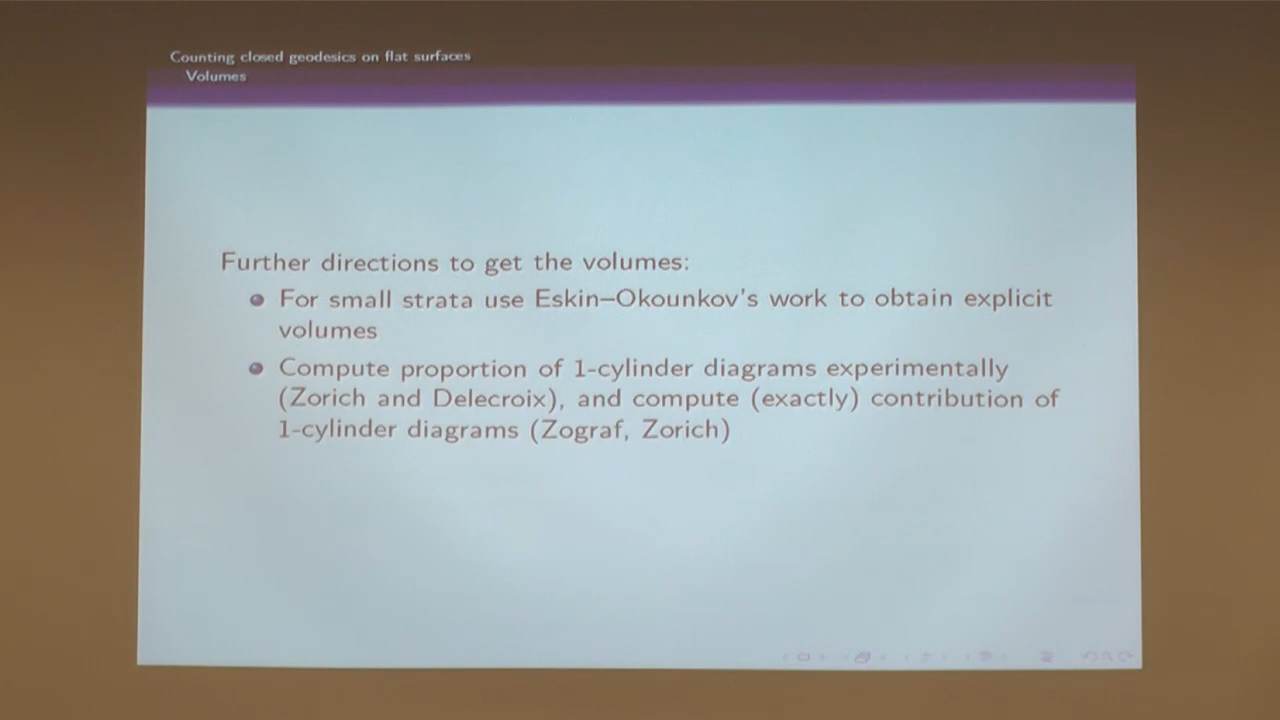 Counting closed geodesics on flat surfaces
Volumes
Further directions to get the volumes:
For small strata use Eskin–Okounkov's work to obtain explicit
volumes
Compute proportion of 1-cylinder diagrams experimentally
(Zorich and Delecroix), and compute (exactly) contribution of
1-cylinder diagrams (Zograf, Zorich)